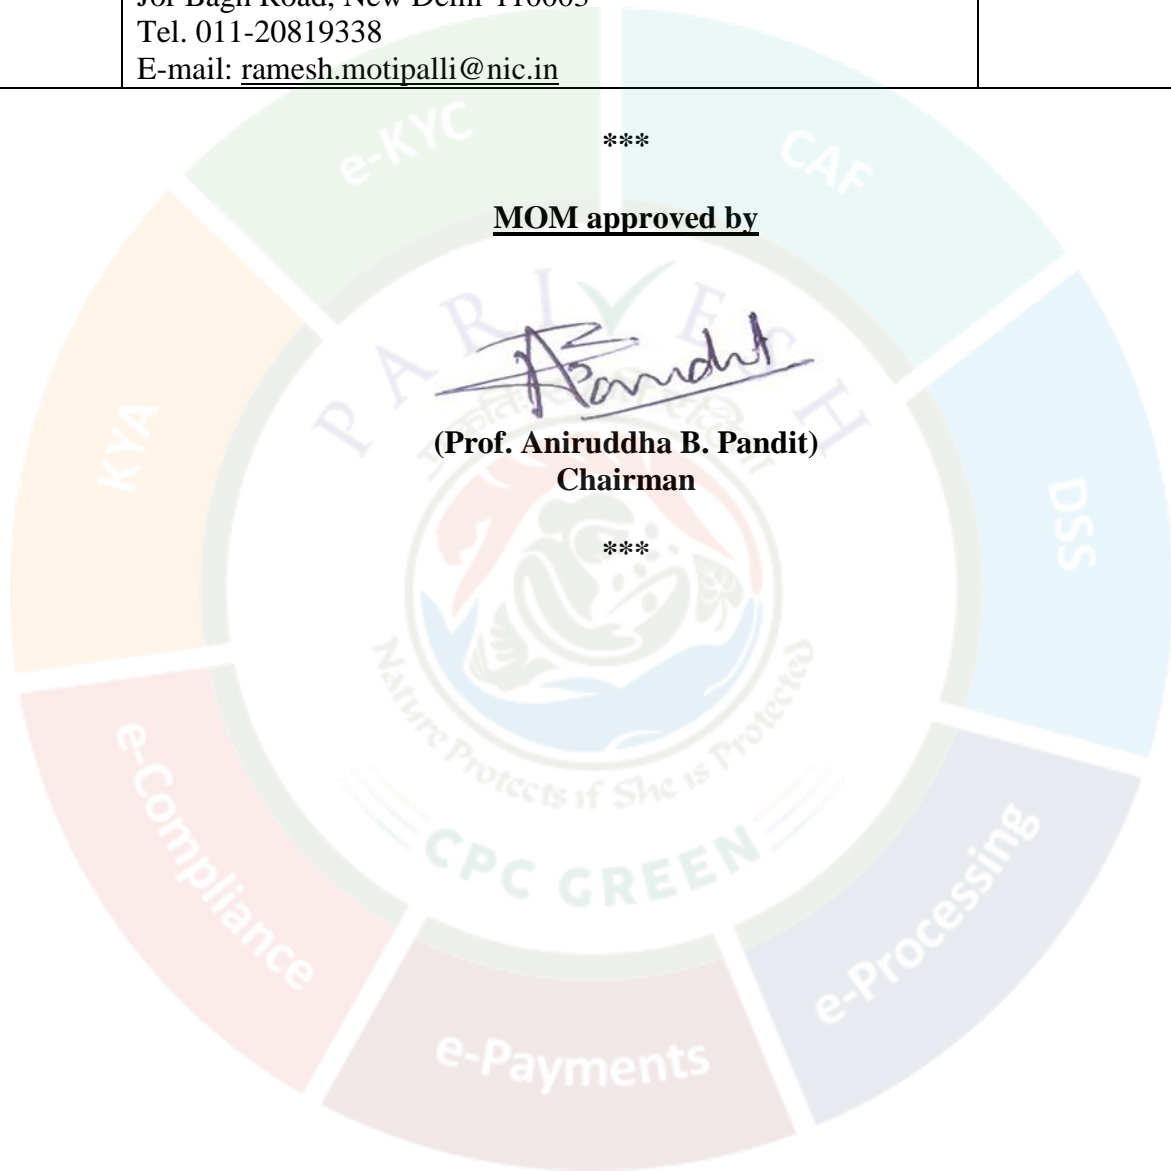 Jor Bagh Road, New Delhi-110003
Tel. 011-20819338
E-mail: ramesh.motipalli@nic.in
***
MOM approved by
(Prof. Aniruddha B. Pandit)
Chairman
***
e-KYC
CAF
KYA
DSS
PARIVESH
Nature Protects if She is Protected
CPC GREEN
e-Compliance
e-Processing
e-Payments